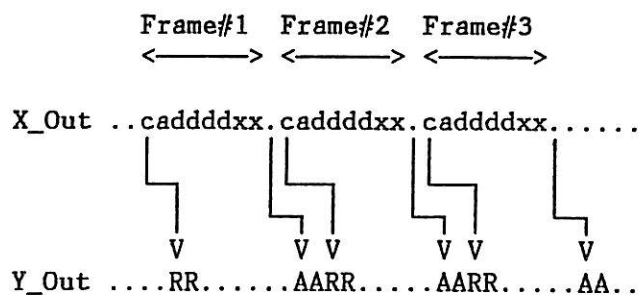 Frame#1 Frame#2 Frame#3
X_Out ..caddddxx.caddddxx.caddddxx......
V V V V V V
Y_Out ....RR......AARR.....AARR.....AA..